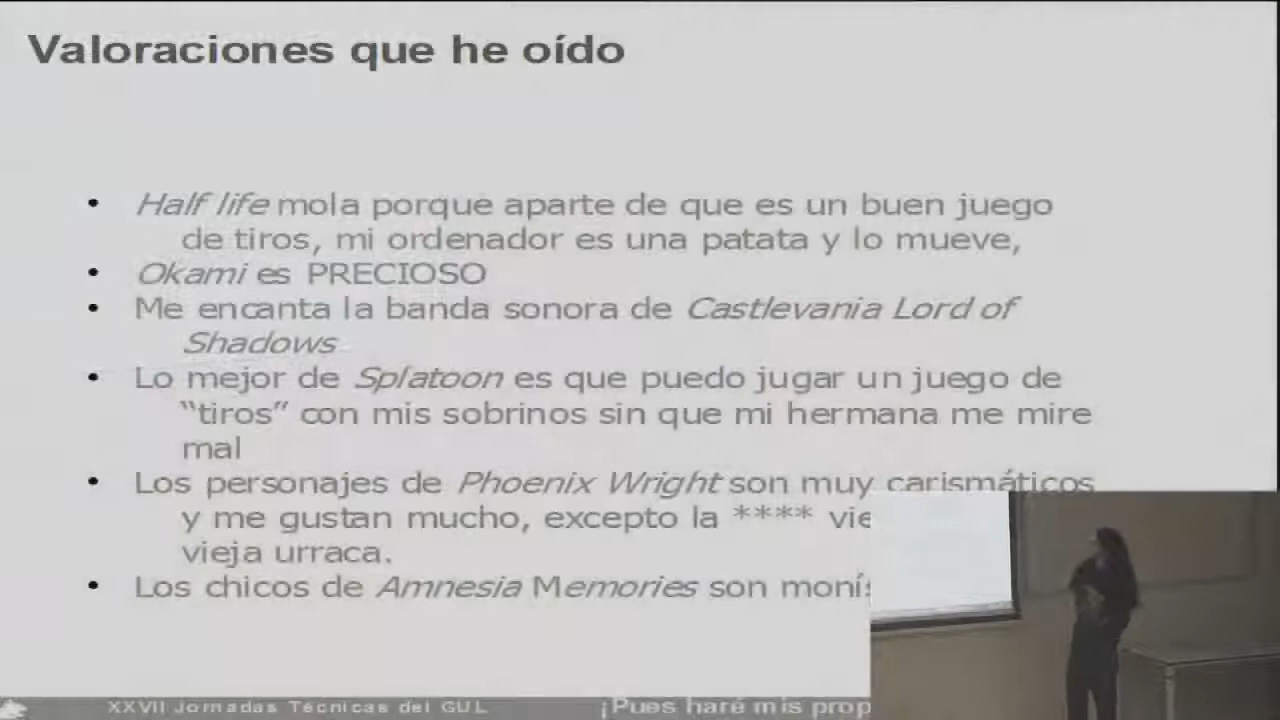 Valoraciones que he oído
• Half life mola porque aparte de que es un buen juego
de tiros, mi ordenador es una patata y lo mueve,
• Okami es PRECIOSO
• Me encanta la banda sonora de Castlevania Lord of
Shadows
• Lo mejor de Splatoon es que puedo jugar un juego de
“tiros” con mis sobrinos sin que mi hermana me mire
mal
• Los personajes de Phoenix Wright son muy carismáticos
y me gustan mucho, excepto la **** vie
vieja urraca.
• Los chicos de Amnesia Memories son monís
XXVII Jornadas Técnicas del GUL ¡Pues haré mis prop